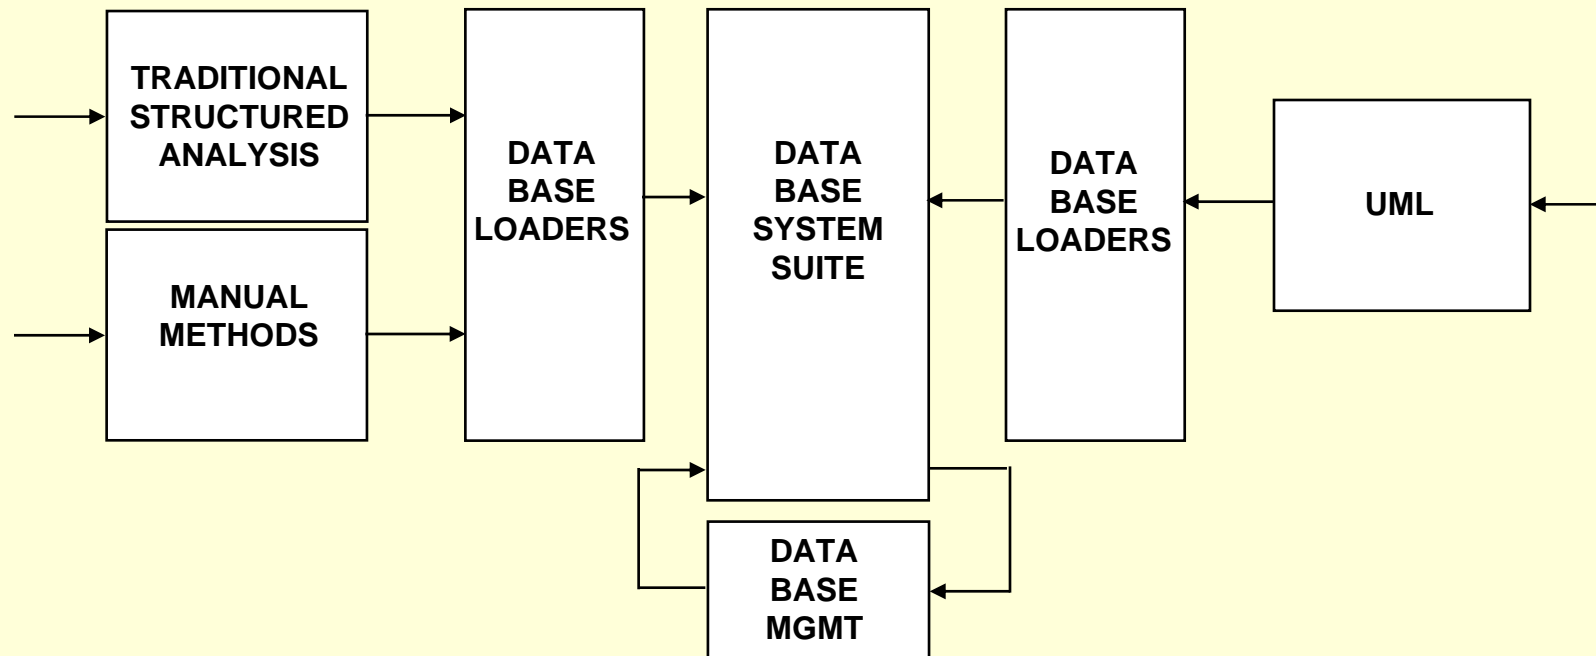 TRADITIONAL
STRUCTURED
ANALYSIS
MANUAL
METHODS
DATA
BASE
LOADERS
DATA
BASE
SYSTEM
SUITE
DATA
BASE
LOADERS
UML
DATA
BASE
MGMT